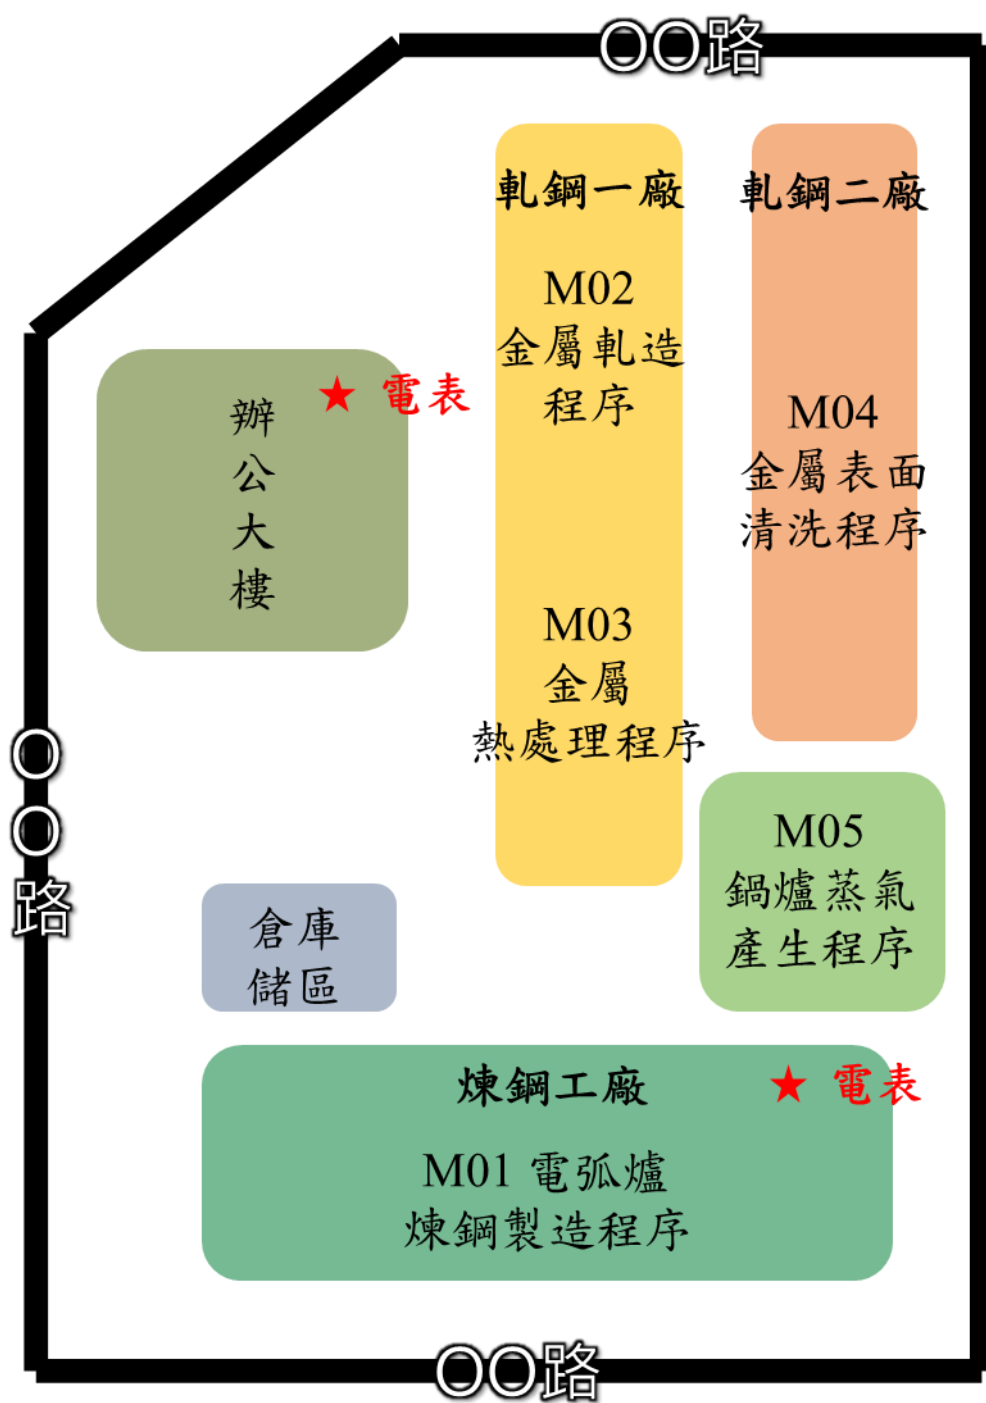 OO路
軋鋼一廠
M02
金屬軋造
程序
M03
金屬
熱處理程序
軋鋼二廠
M04
金屬表面
清洗程序
★ 電表
辦
公
大
樓
O
O
路
M05
鍋爐蒸氣
產生程序
倉庫
儲區
煉鋼工廠
★ 電表
M01 電弧爐
煉鋼製造程序
OO路